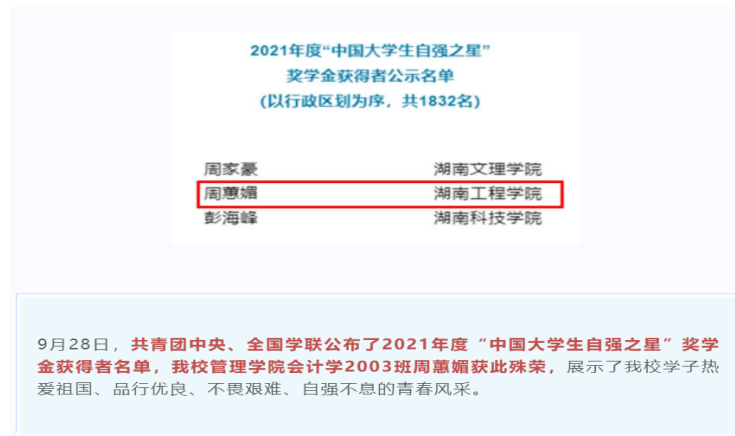 2021年度“中国大学生自强之星”
奖学金获得者公示名单
(以行政区划为序，共1832名)
周家豪 湖南文理学院
周蕙媚 湖南工程学院
彭海峰 湖南科技学院
9月28日，共青团中央、全国学联公布了2021年度“中国大学生自强之星”奖学
金获得者名单，我校管理学院会计学2003班周蕙媚获此殊荣，展示了我校学子热
爱祖国、品行优良、不畏艰难、自强不息的青春风采。